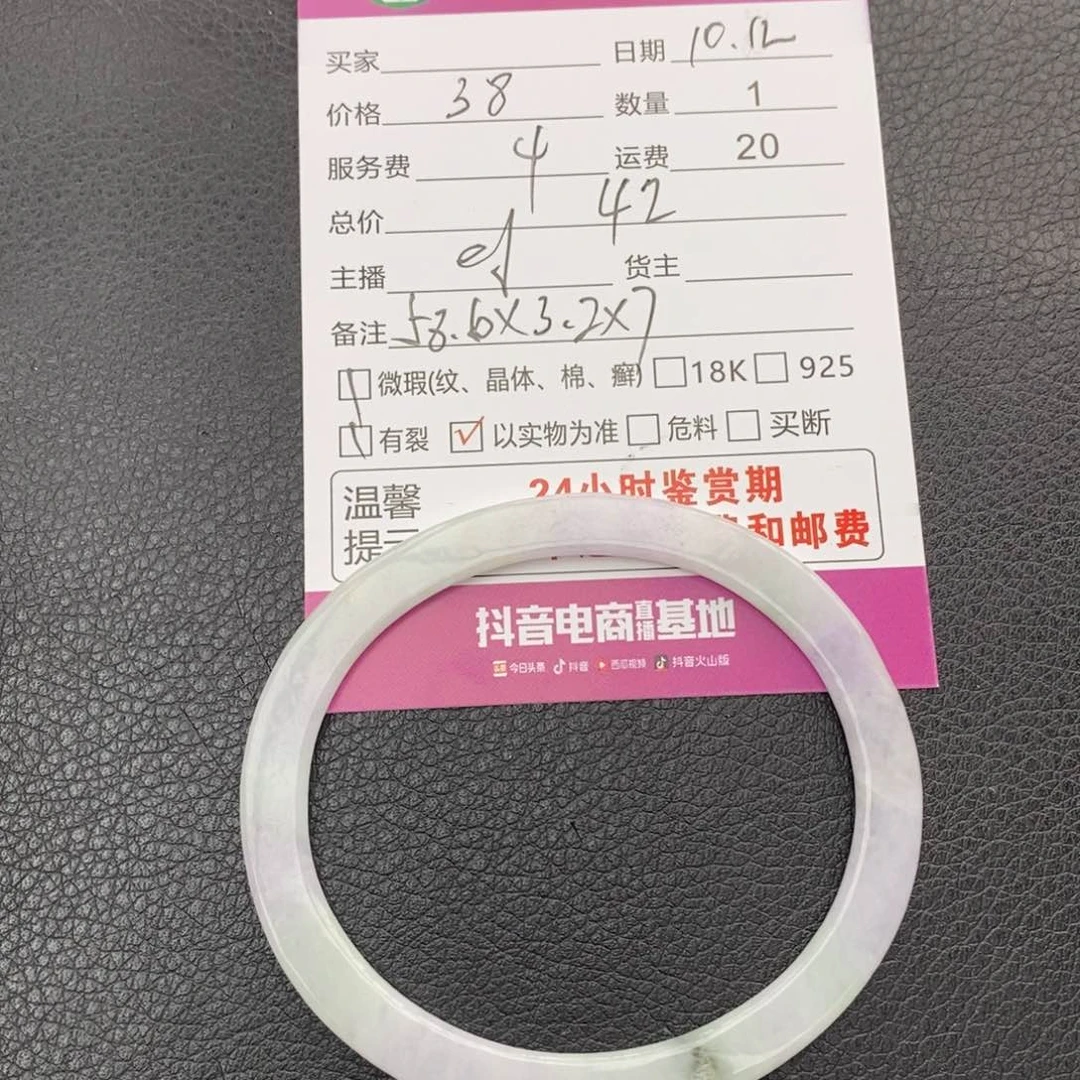 买家 日期 10.12
价格 38 数量 1
服务费 4 运费 20
总价 42
主播 货主
备注 58.6X3.2X7
微瑕(纹、晶体、棉、癣) 18K 925
有裂 以实物为准 危料 买断
温馨 24小时鉴赏期
提示 和邮费
抖音电商直播基地
今日头条 抖音 西瓜视频 抖音火山版